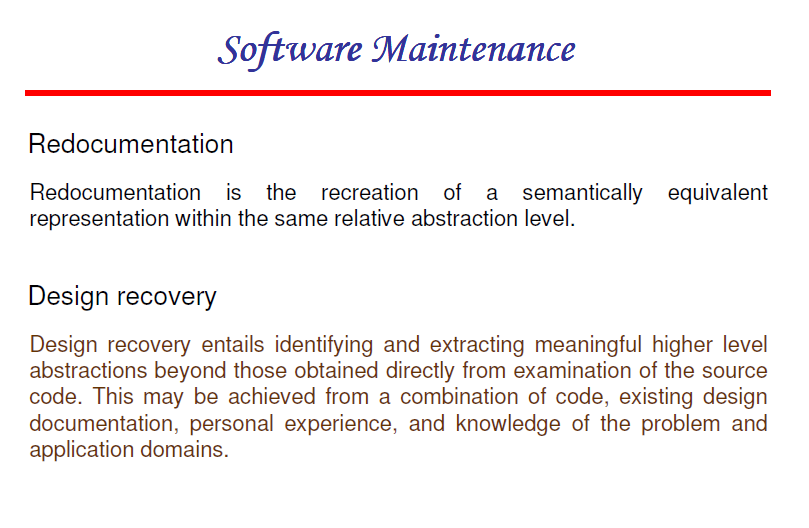 Software Maintenance
Redocumentation
Redocumentation is the recreation of a semantically equivalent
representation within the same relative abstraction level.
Design recovery
Design recovery entails identifying and extracting meaningful higher level
abstractions beyond those obtained directly from examination of the source
code. This may be achieved from a combination of code, existing design
documentation, personal experience, and knowledge of the problem and
application domains.